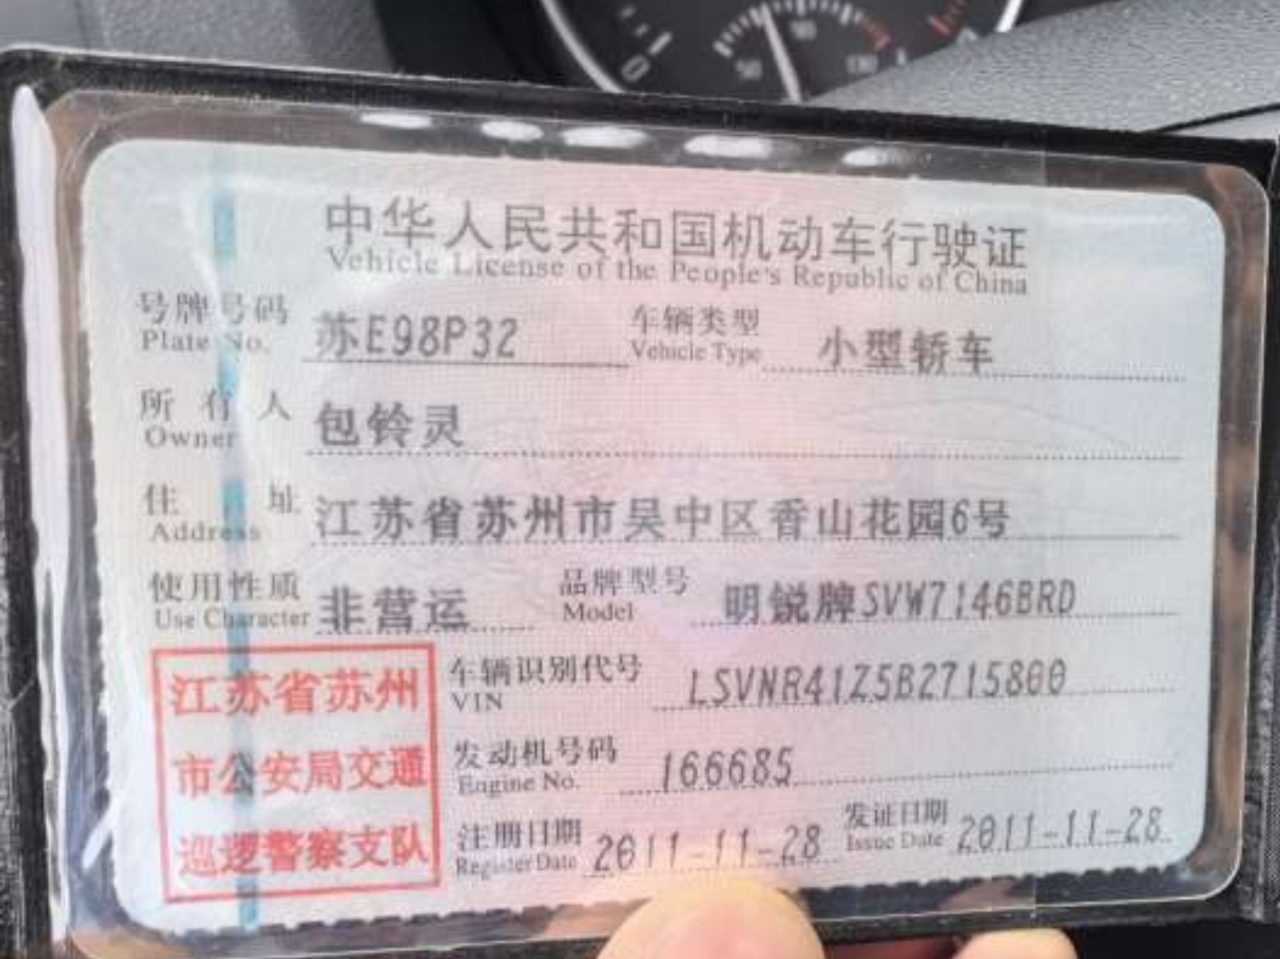 中华人民共和国机动车行驶证
Vehicle License of the People's Republic of China
号牌号码 苏E98P32 车辆类型 小型轿车
Plate No. Vehicle Type
所有人 包铃灵
Owner
住址 江苏省苏州市吴中区香山花园6号
Address
使用性质 非营运 品牌型号 明锐牌SVW7146BRD
Use Character Model
江苏省苏州
市公安局交通
巡逻警察支队
车辆识别代号 LSVNR41Z5B2715800
VIN
发动机号码 166685
Engine No.
注册日期 2011-11-28 发证日期 2011-11-28
Register Date Issue Date